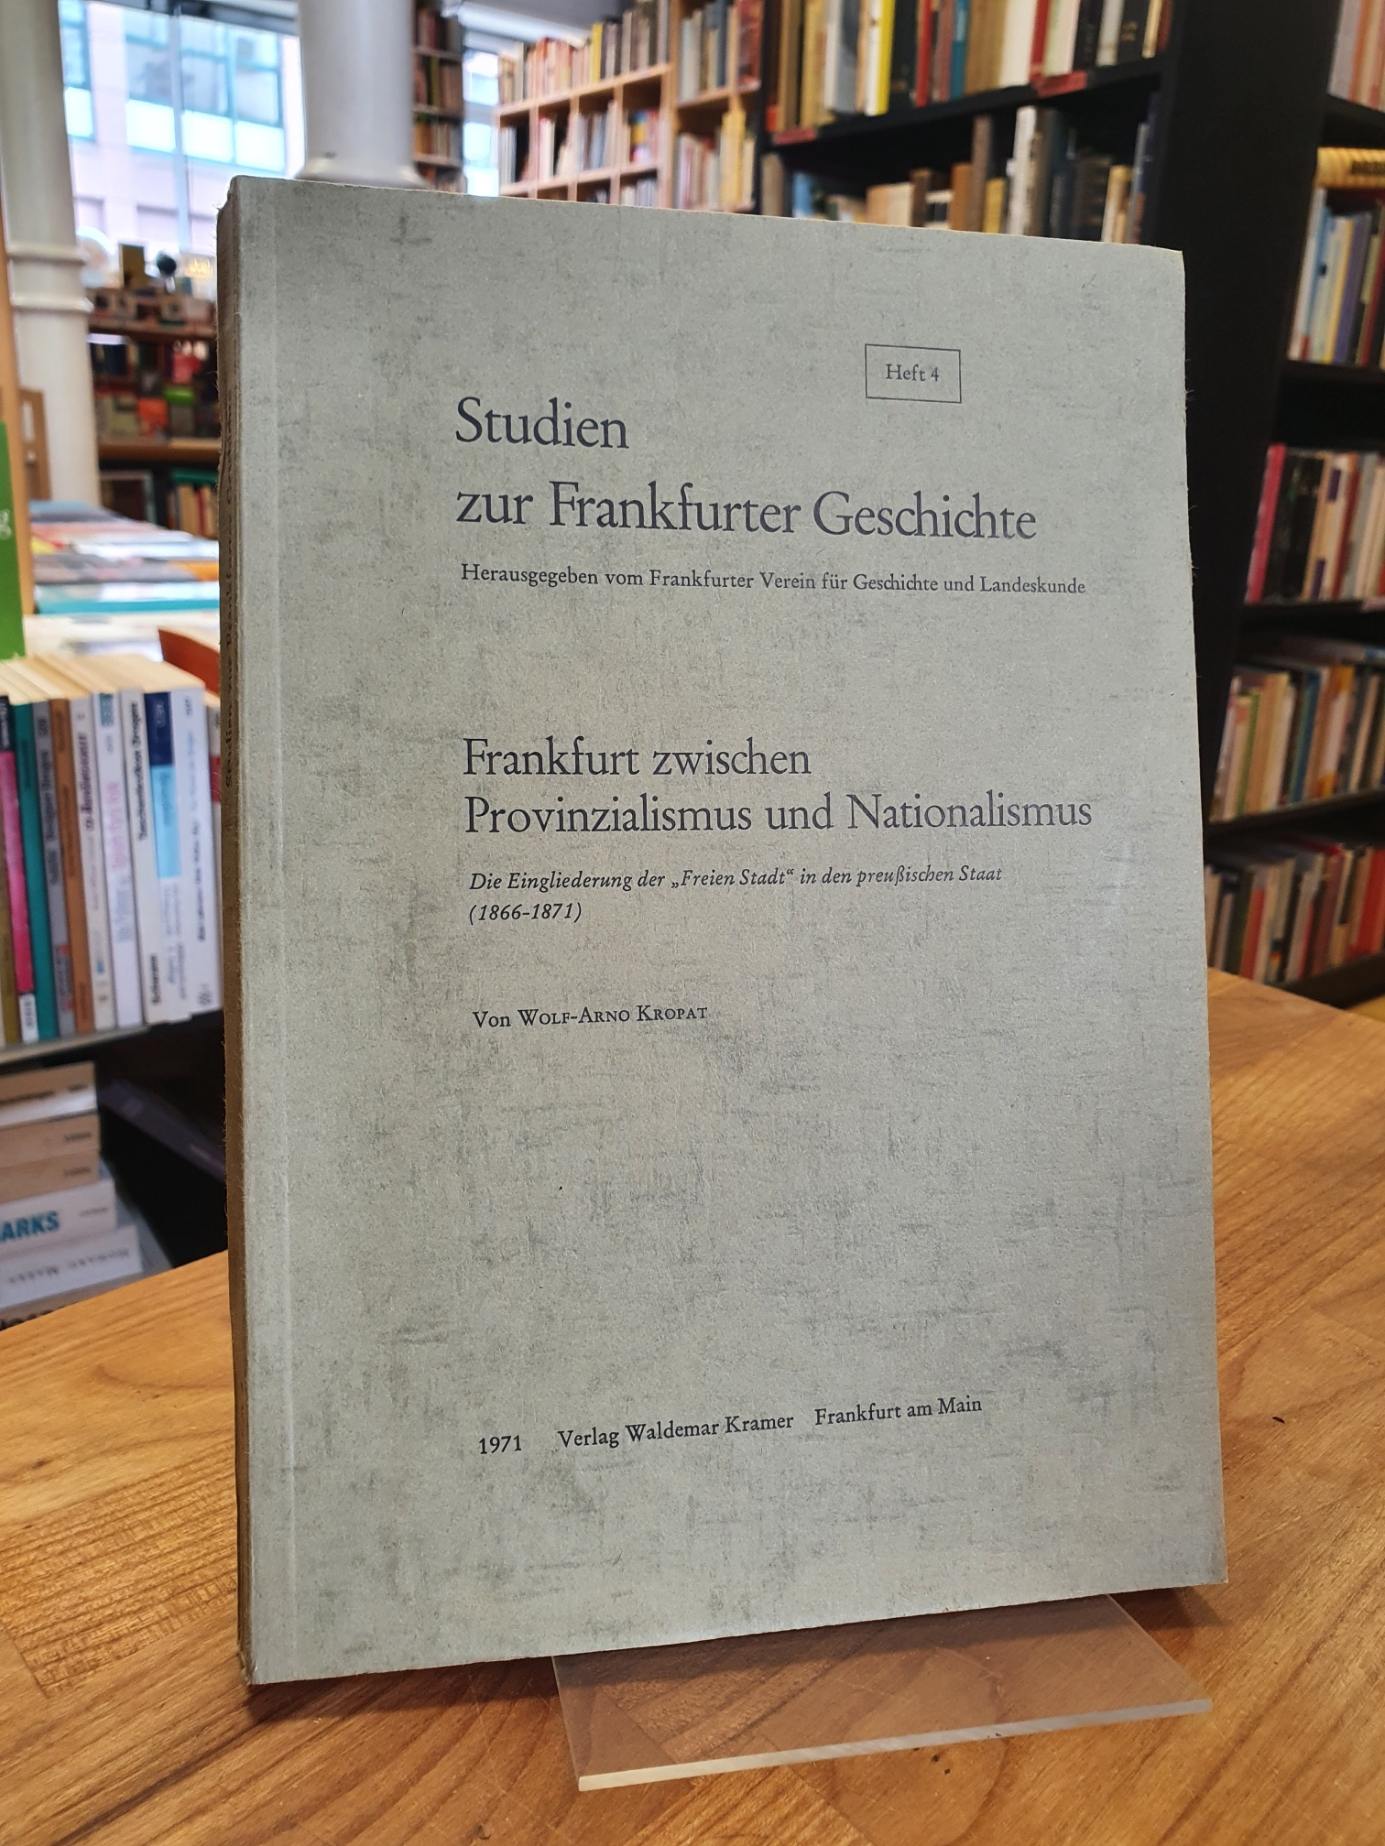 Heft 4
Studien
zur Frankfurter Geschichte
Herausgegeben vom Frankfurter Verein für Geschichte und Landeskunde
Frankfurt zwischen
Provinzialismus und Nationalismus
Die Eingliederung der „Freien Stadt“ in den preußischen Staat
(1866-1871)
Von WOLF-ARNO KROPAT
1971 Verlag Waldemar Kramer Frankfurt am Main
ARKS